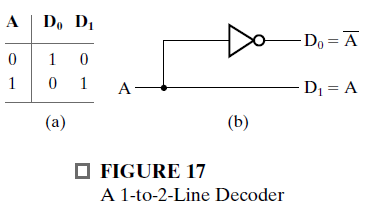 A D₀ D₁
0 1 0
1 0 1
(a)
D₀ = A̅
A
D₁ = A
(b)
FIGURE 17
A 1-to-2-Line Decoder